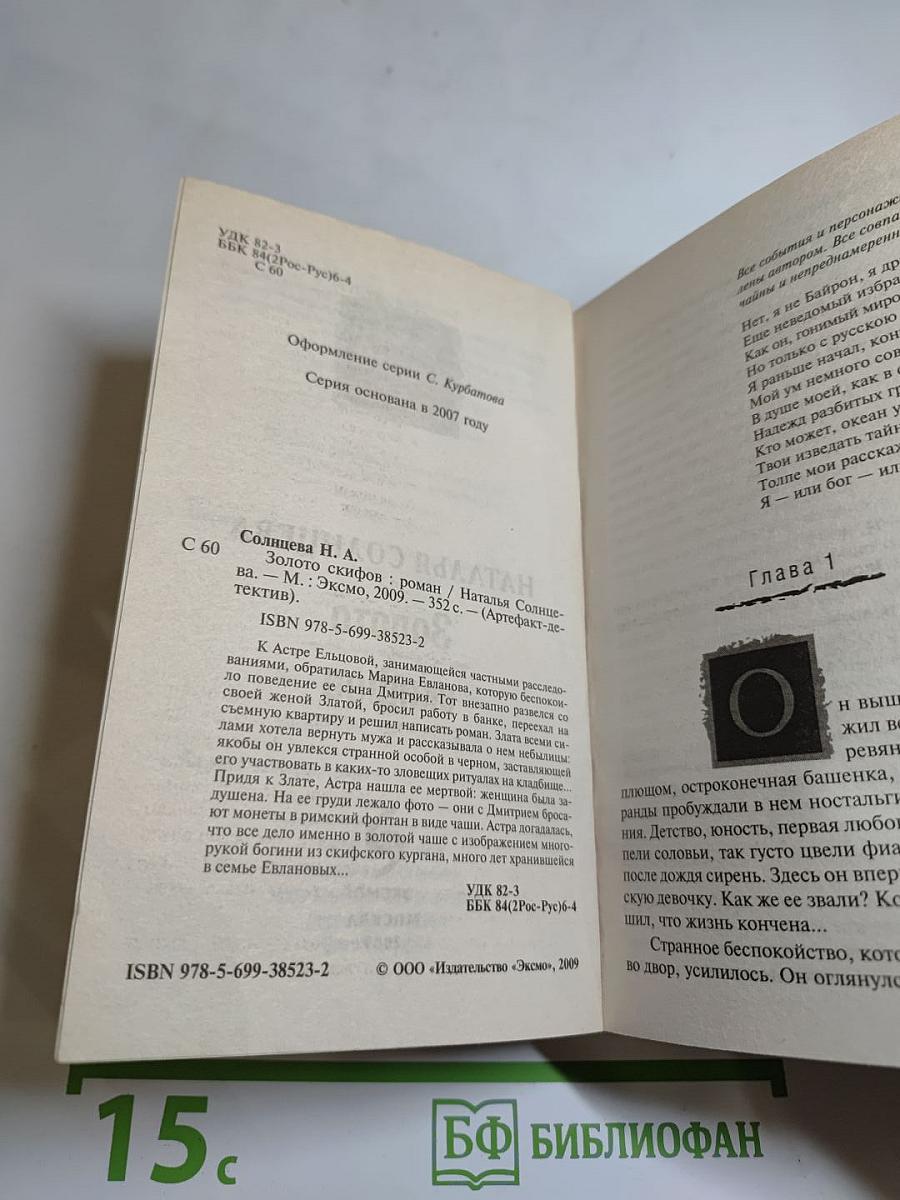 УДК 82-3
ББК 84(2Рос-Рус)6-4
С 60
Оформление серии С. Курбатова
Серия основана в 2007 году
Солнцева Н. А.
С 60 Золото скифов : роман / Наталья Солнце-
ва. — М. : Эксмо, 2009. — 352 с. — (Артефакт-де-
тектив).
ISBN 978-5-699-38523-2
К Астре Ельцовой, занимающейся частными расследо-
ваниями, обратилась Марина Евланова, которую беспокои-
ло поведение ее сына Дмитрия. Тот внезапно развелся со
своей женой Златой, бросил работу в банке, переехал на
съемную квартиру и решил написать роман. Злата всеми си-
лами хотела вернуть мужа и рассказывала о нем небылицы:
якобы он увлекся странной особой в черном, заставляющей
его участвовать в каких-то зловещих ритуалах на кладбище...
Придя к Злате, Астра нашла ее мертвой: женщина была за-
душена. На ее груди лежало фото — они с Дмитрием броса-
ют монеты в римский фонтан в виде чаши. Астра догадалась,
что все дело именно в золотой чаше с изображением много-
рукой богини из скифского кургана, много лет хранившейся
в семье Евлановых...
УДК 82-3
ББК 84(2Рос-Рус)6-4
ISBN 978-5-699-38523-2
© ООО «Издательство «Эксмо», 2009
Все события и персонаж
лены автором. Все совпа
чайны и непреднамеренн
Нет, я не Байрон, я др
Еще неведомый избра
Как он, гонимый миро
Но только с русскою
Я раньше начал, кон
Мой ум немного сов
В душе моей, как в о
Надежд разбитых гр
Кто может, океан у
Твои изведать тайн
Толпе мои расскаж
Я — или бог — ил
Глава 1
Он выш
жил ве
ревян
плющом, остроконечная башенка,
ранды пробуждали в нем ностальги
ния. Детство, юность, первая любо
пели соловьи, так густо цвели фиа
после дождя сирень. Здесь он впер
скую девочку. Как же ее звали? Ко
шил, что жизнь кончена...
Странное беспокойство, кото
во двор, усилилось. Он оглянулс
15 с
БФ БИБЛИОФАН